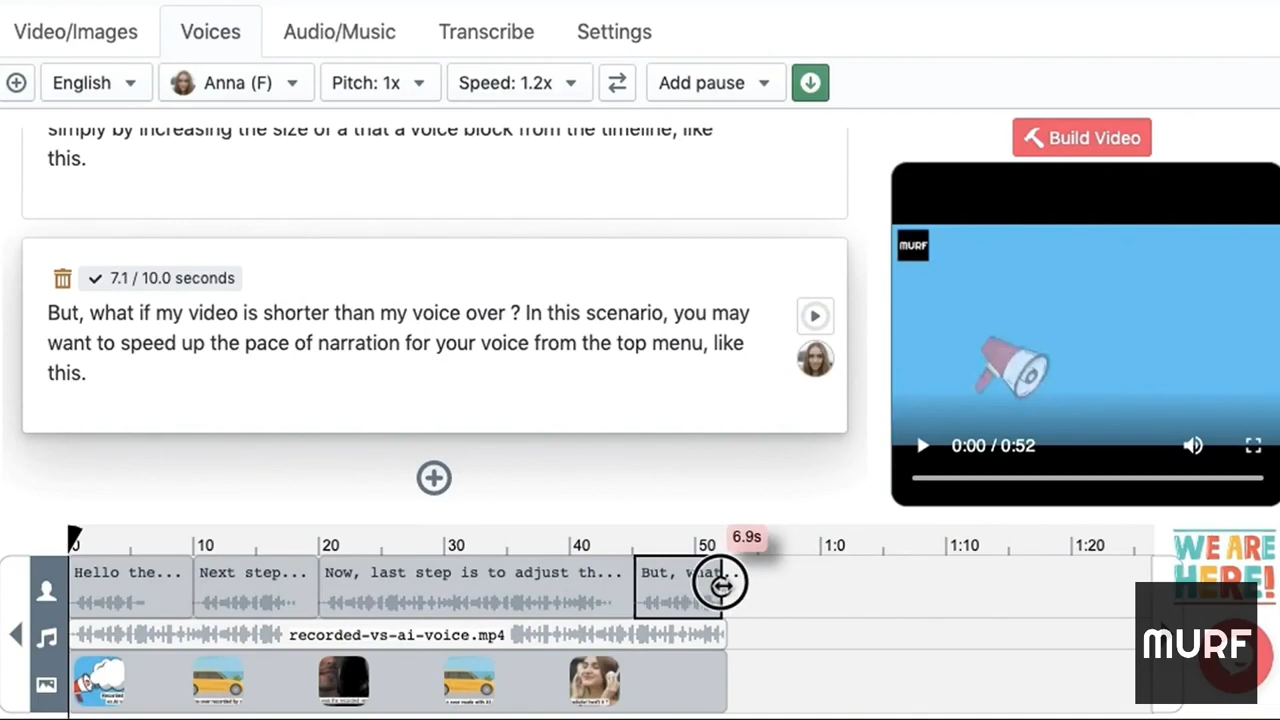 Video/Images Voices Audio/Music Transcribe Settings
English Anna (F) Pitch: 1x Speed: 1.2x Add pause
simply by increasing the size of a that a voice block from the timeline, like
this.
Build Video
MURF
7.1 / 10.0 seconds
But, what if my video is shorter than my voice over ? In this scenario, you may
want to speed up the pace of narration for your voice from the top menu, like
this.
0:00 / 0:52
6.9s
0 10 20 30 40 50 1:0 1:10 1:20
Hello the... Next step... Now, last step is to adjust th... But, what..
recorded-vs-ai-voice.mp4
WE ARE
HERE!
MURF